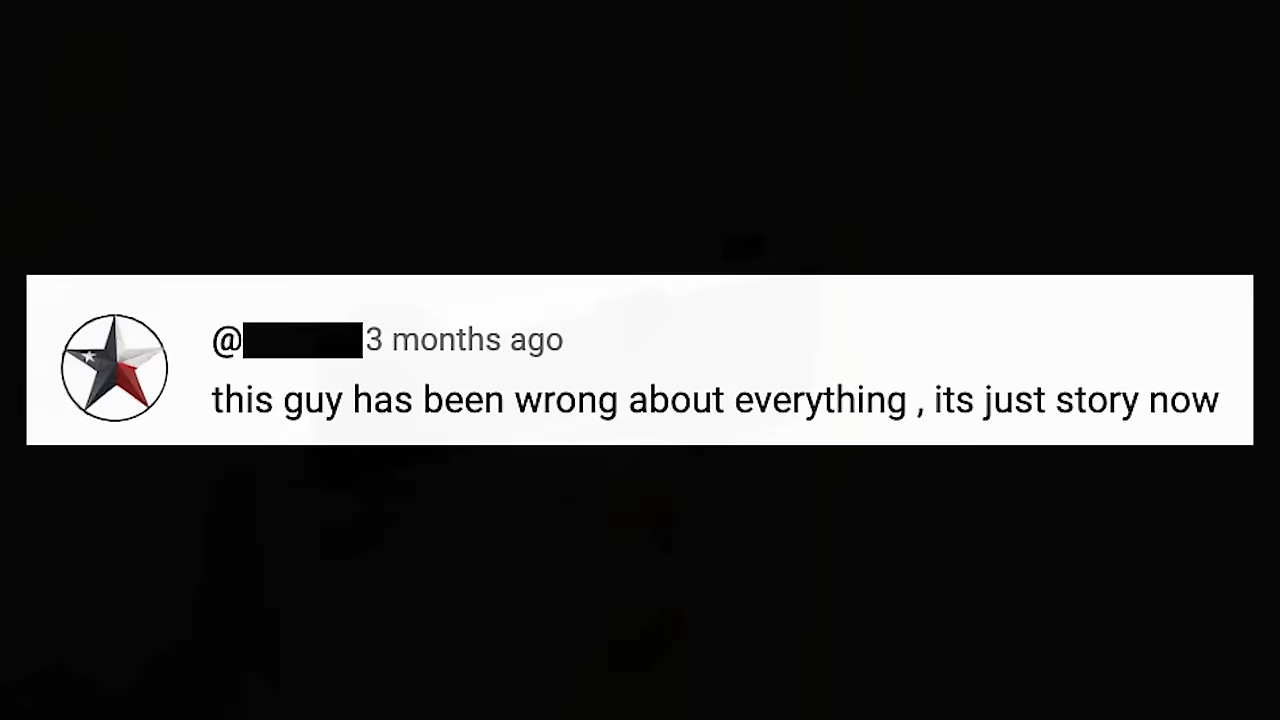 @ 3 months ago
this guy has been wrong about everything , its just story now